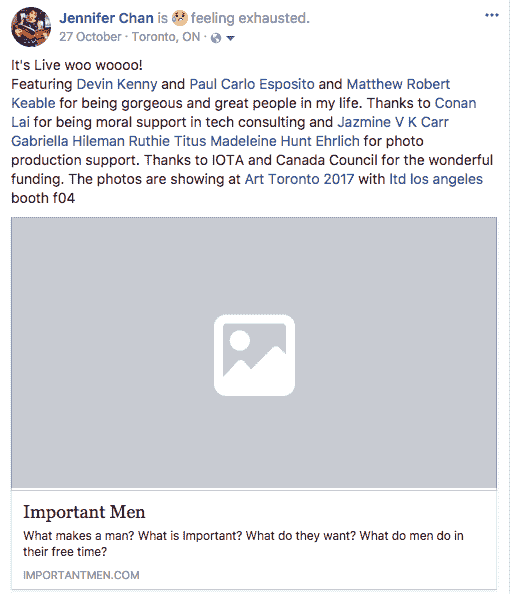 Jennifer Chan is feeling exhausted.
27 October · Toronto, ON ·
It's Live woo woooo!
Featuring Devin Kenny and Paul Carlo Esposito and Matthew Robert
Keable for being gorgeous and great people in my life. Thanks to Conan
Lai for being moral support in tech consulting and Jazmine V K Carr
Gabriella Hileman Ruthie Titus Madeleine Hunt Ehrlich for photo
production support. Thanks to IOTA and Canada Council for the wonderful
funding. The photos are showing at Art Toronto 2017 with ltd los angeles
booth f04
Important Men
What makes a man? What is Important? What do they want? What do men do in
their free time?
IMPORTANTMEN.COM